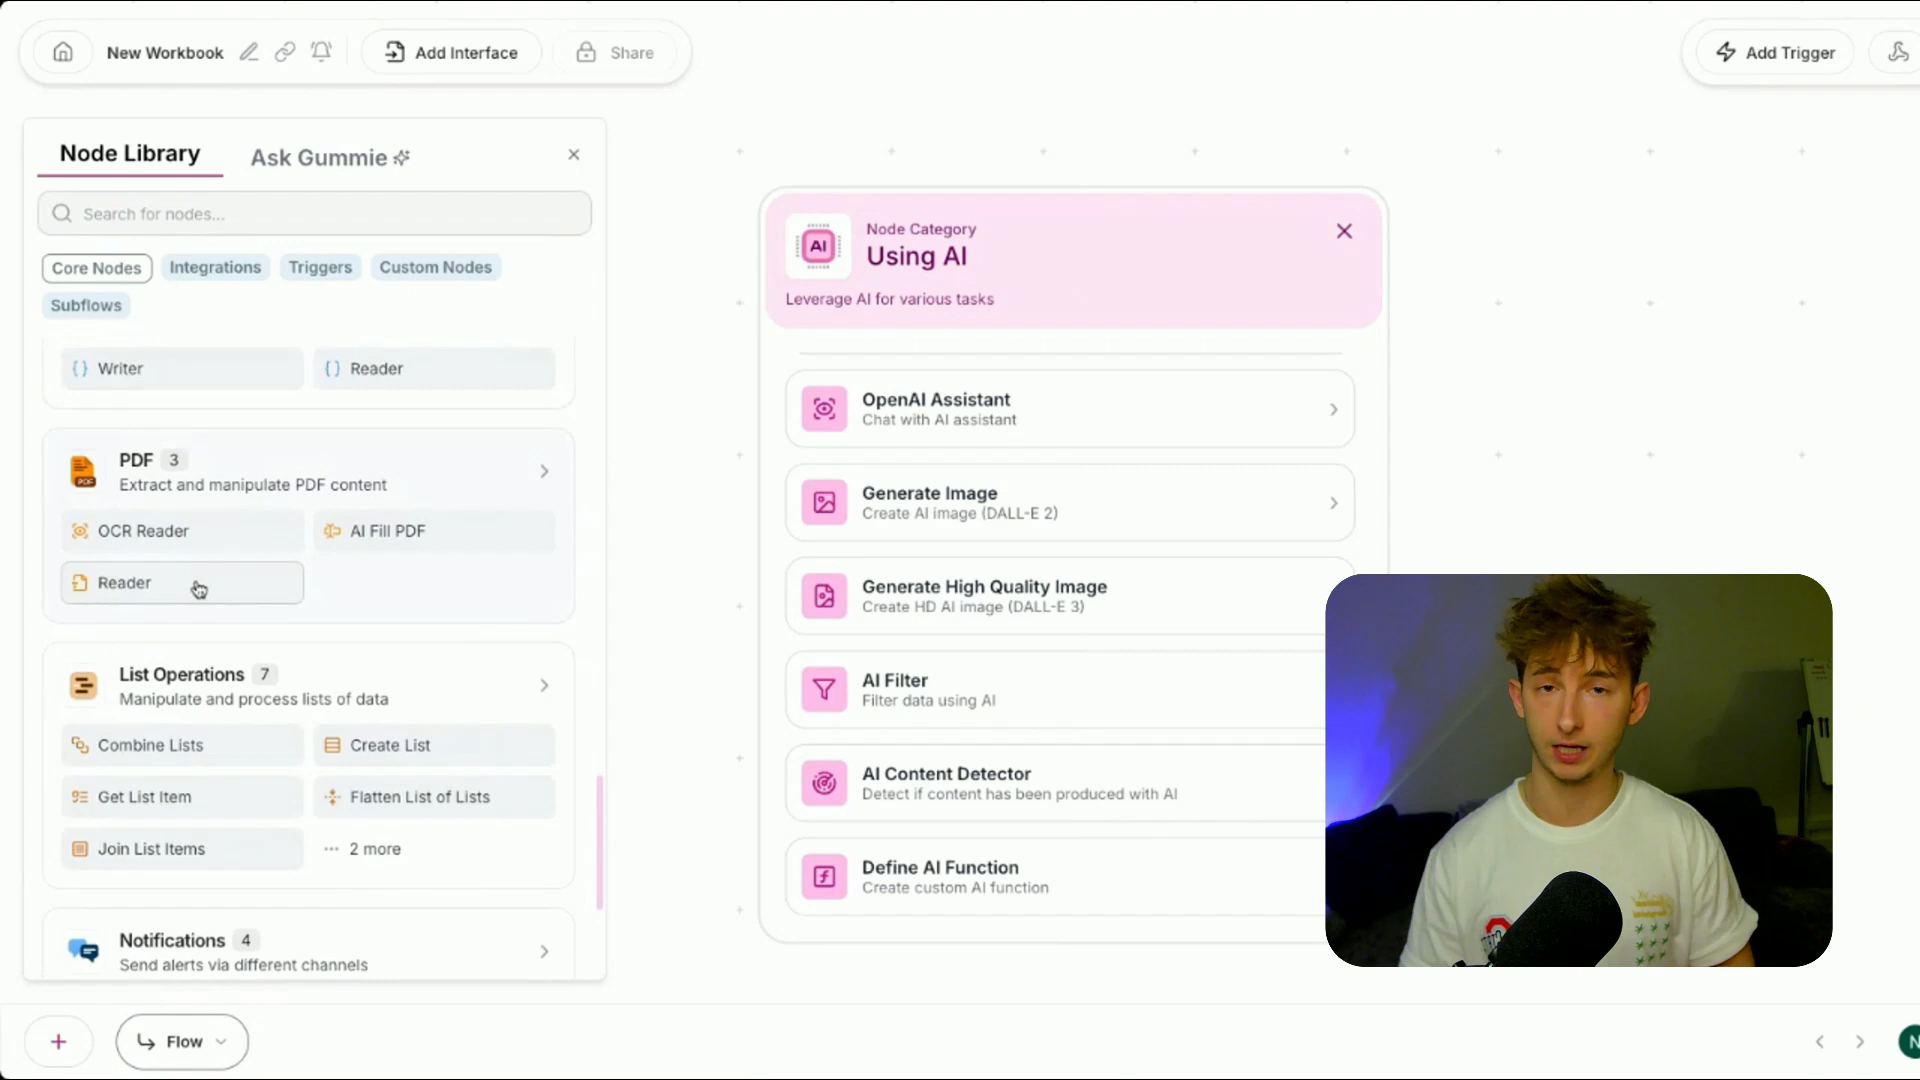 New Workbook
Add Interface
Share
Add Trigger
Node Library
Ask Gummie
Search for nodes...
Core Nodes
Integrations
Triggers
Custom Nodes
Subflows
Writer
Reader
PDF 3
Extract and manipulate PDF content
OCR Reader
AI Fill PDF
Reader
List Operations 7
Manipulate and process lists of data
Combine Lists
Create List
Get List Item
Flatten List of Lists
Join List Items
2 more
Notifications 4
Send alerts via different channels
AI
Node Category
Using AI
Leverage AI for various tasks
OpenAI Assistant
Chat with AI assistant
Generate Image
Create AI image (DALL-E 2)
Generate High Quality Image
Create HD AI image (DALL-E 3)
AI Filter
Filter data using AI
AI Content Detector
Detect if content has been produced with AI
Define AI Function
Create custom AI function
Flow
N